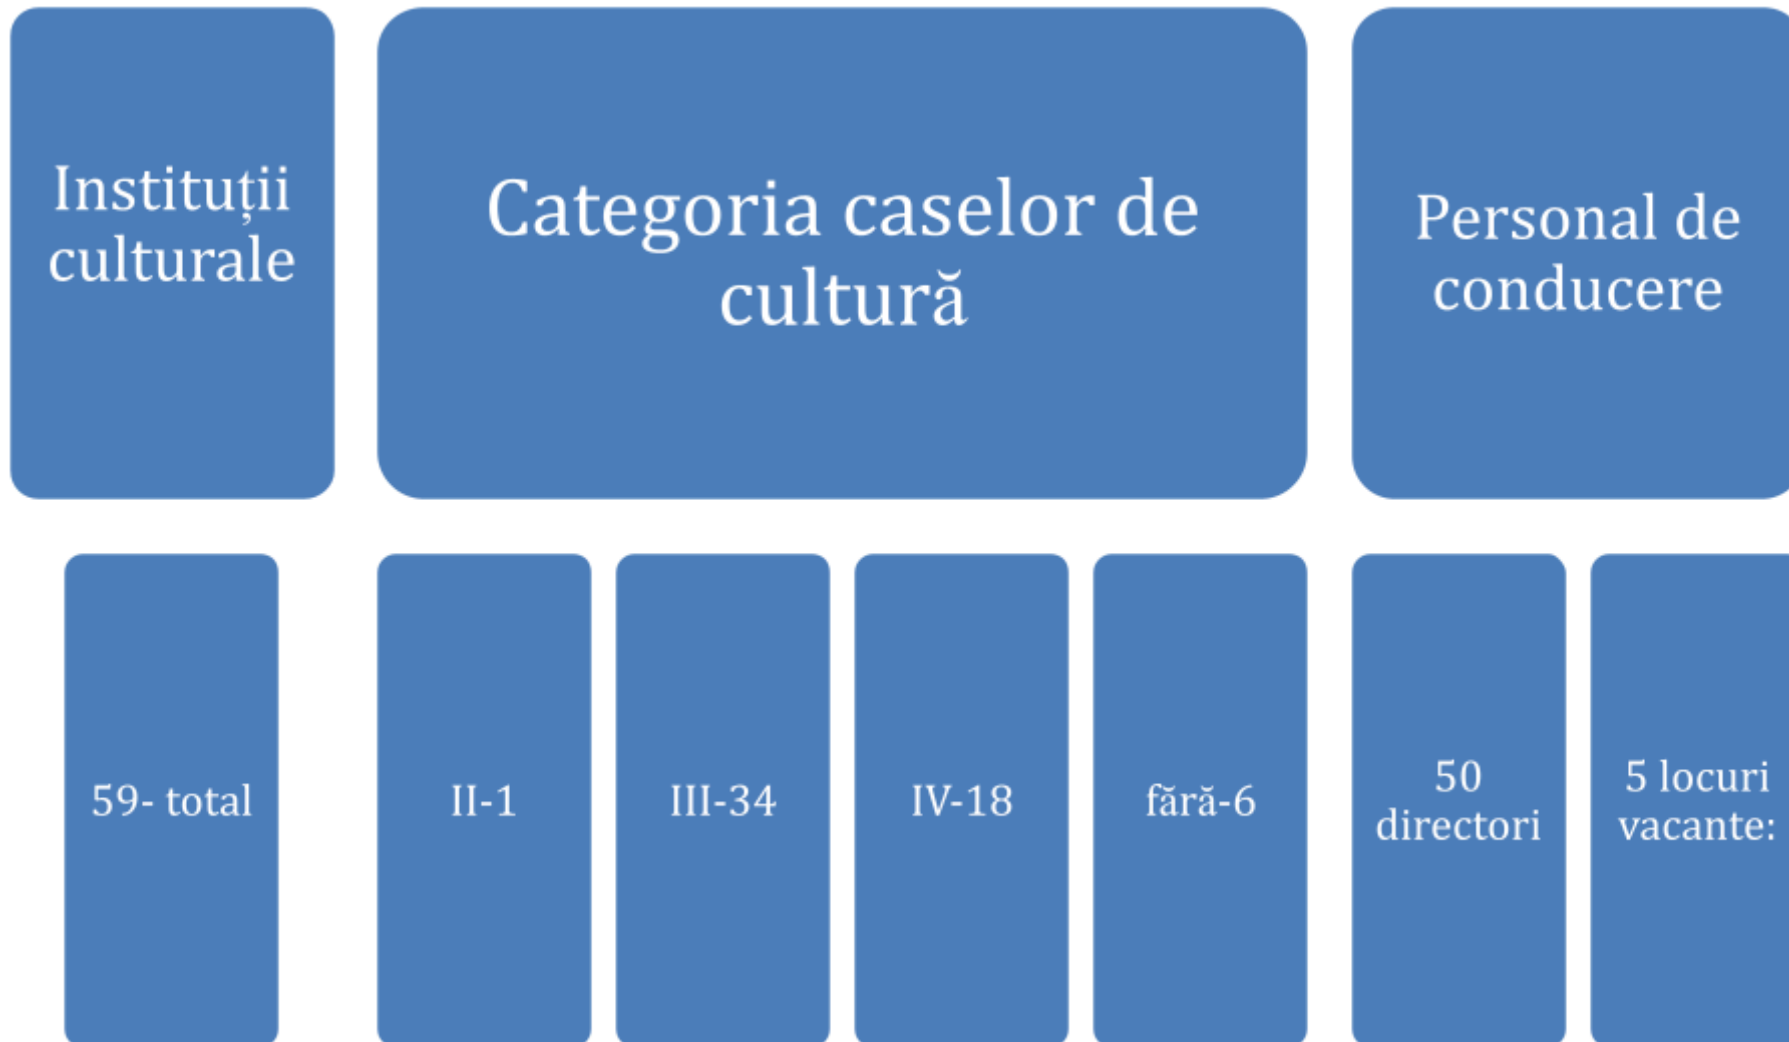 Instituții
culturale
Categoria caselor de
cultură
Personal de
conducere
59- total
II-1
III-34
IV-18
fără-6
50
directori
5 locuri
vacante: